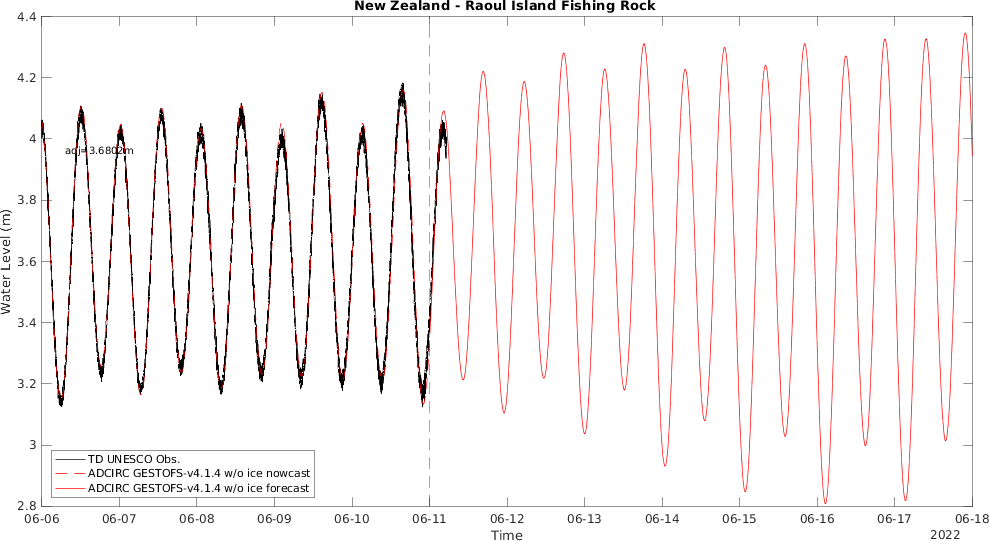 New Zealand - Raoul Island Fishing Rock
4.4
4.2
4
3.8
3.6
3.4
3.2
3
2.8
Water Level (m)
adj=3.6802m
TD UNESCO Obs.
ADCIRC GESTOFS-v4.1.4 w/o ice nowcast
ADCIRC GESTOFS-v4.1.4 w/o ice forecast
06-06 06-07 06-08 06-09 06-10 06-11 06-12 06-13 06-14 06-15 06-16 06-17 06-18
Time
2022